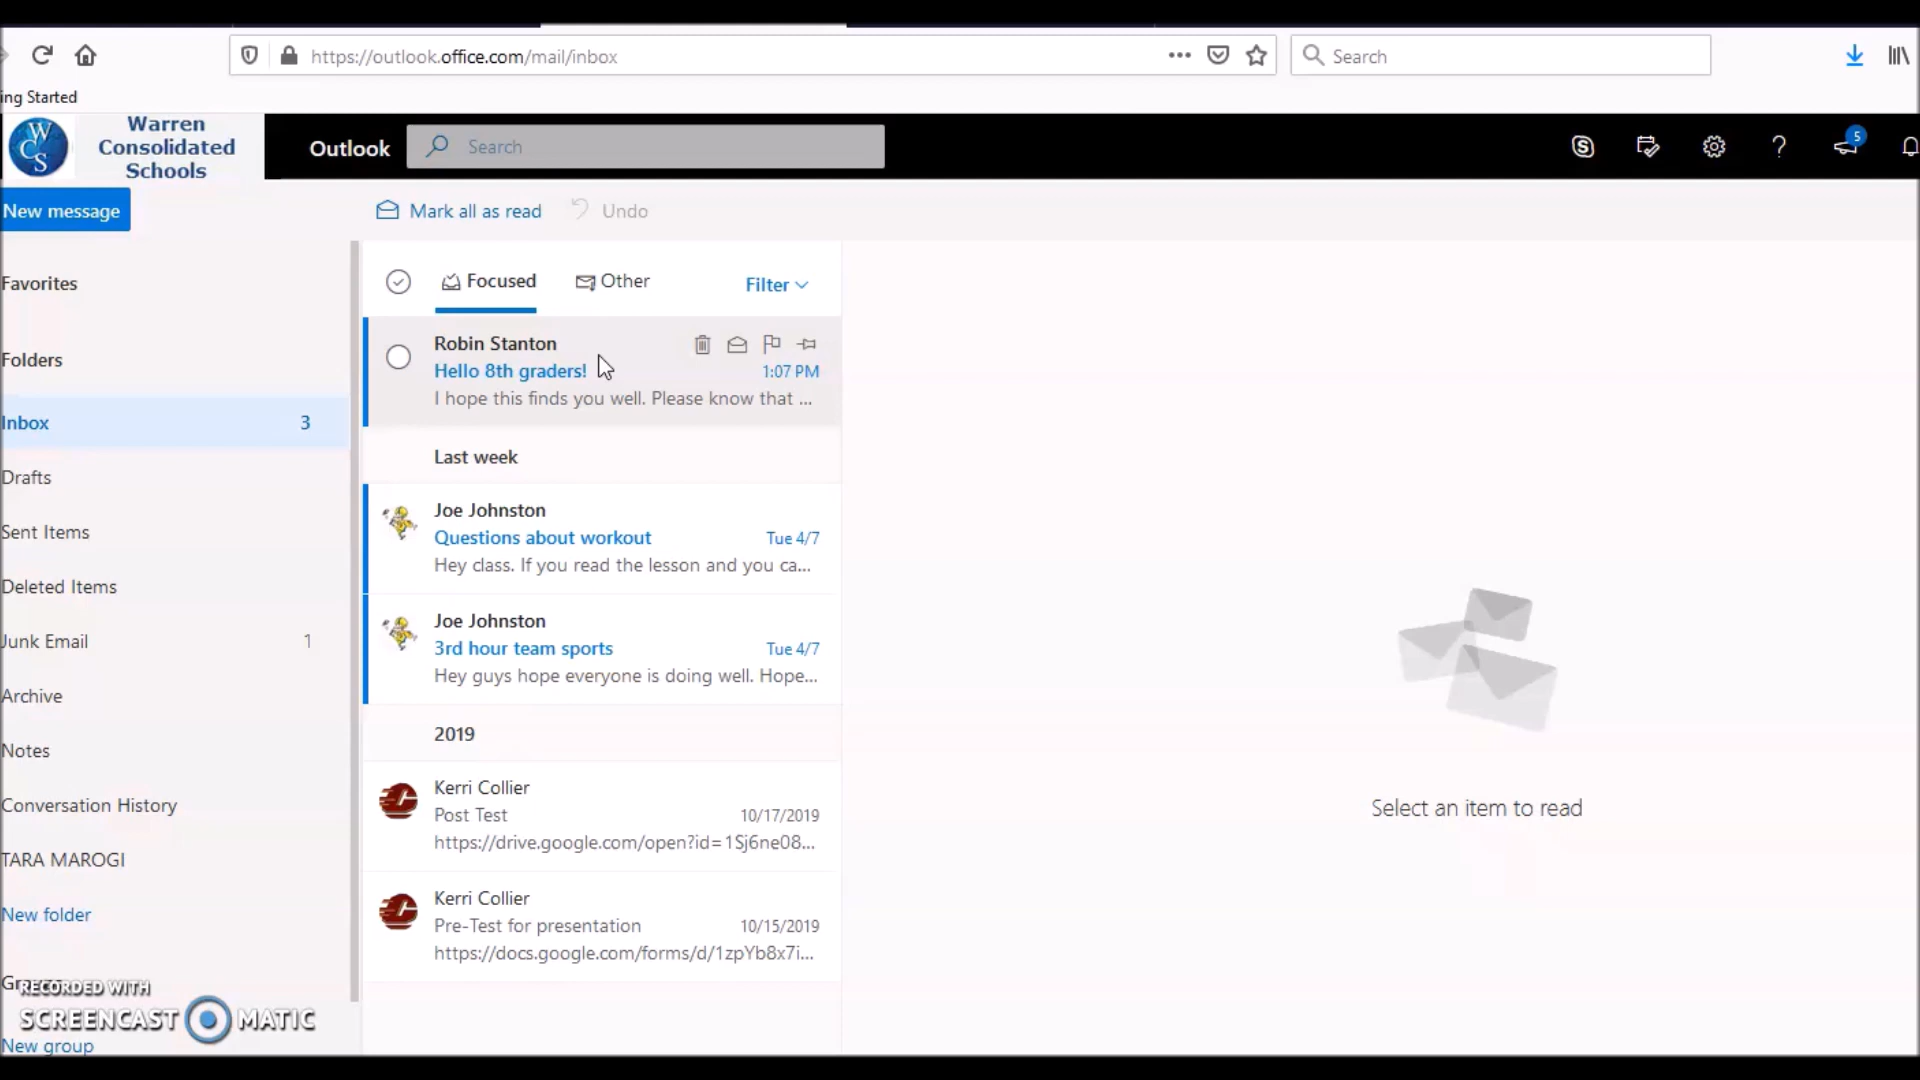 https://outlook.office.com/mail/inbox
Search
ing Started
WCS
Warren
Consolidated
Schools
Outlook
Search
5
New message
Mark all as read
Undo
Favorites
Folders
Inbox 3
Drafts
Sent Items
Deleted Items
Junk Email 1
Archive
Notes
Conversation History
TARA MAROGI
New folder
New group
Focused
Other
Filter
Robin Stanton
Hello 8th graders! 1:07 PM
I hope this finds you well. Please know that ...
Last week
Joe Johnston
Questions about workout Tue 4/7
Hey class. If you read the lesson and you ca...
Joe Johnston
3rd hour team sports Tue 4/7
Hey guys hope everyone is doing well. Hope...
2019
Kerri Collier
Post Test 10/17/2019
https://drive.google.com/open?id=1Sj6ne08...
Kerri Collier
Pre-Test for presentation 10/15/2019
https://docs.google.com/forms/d/1zpYb8x7i...
Select an item to read
RECORDED WITH
SCREENCAST MATIC